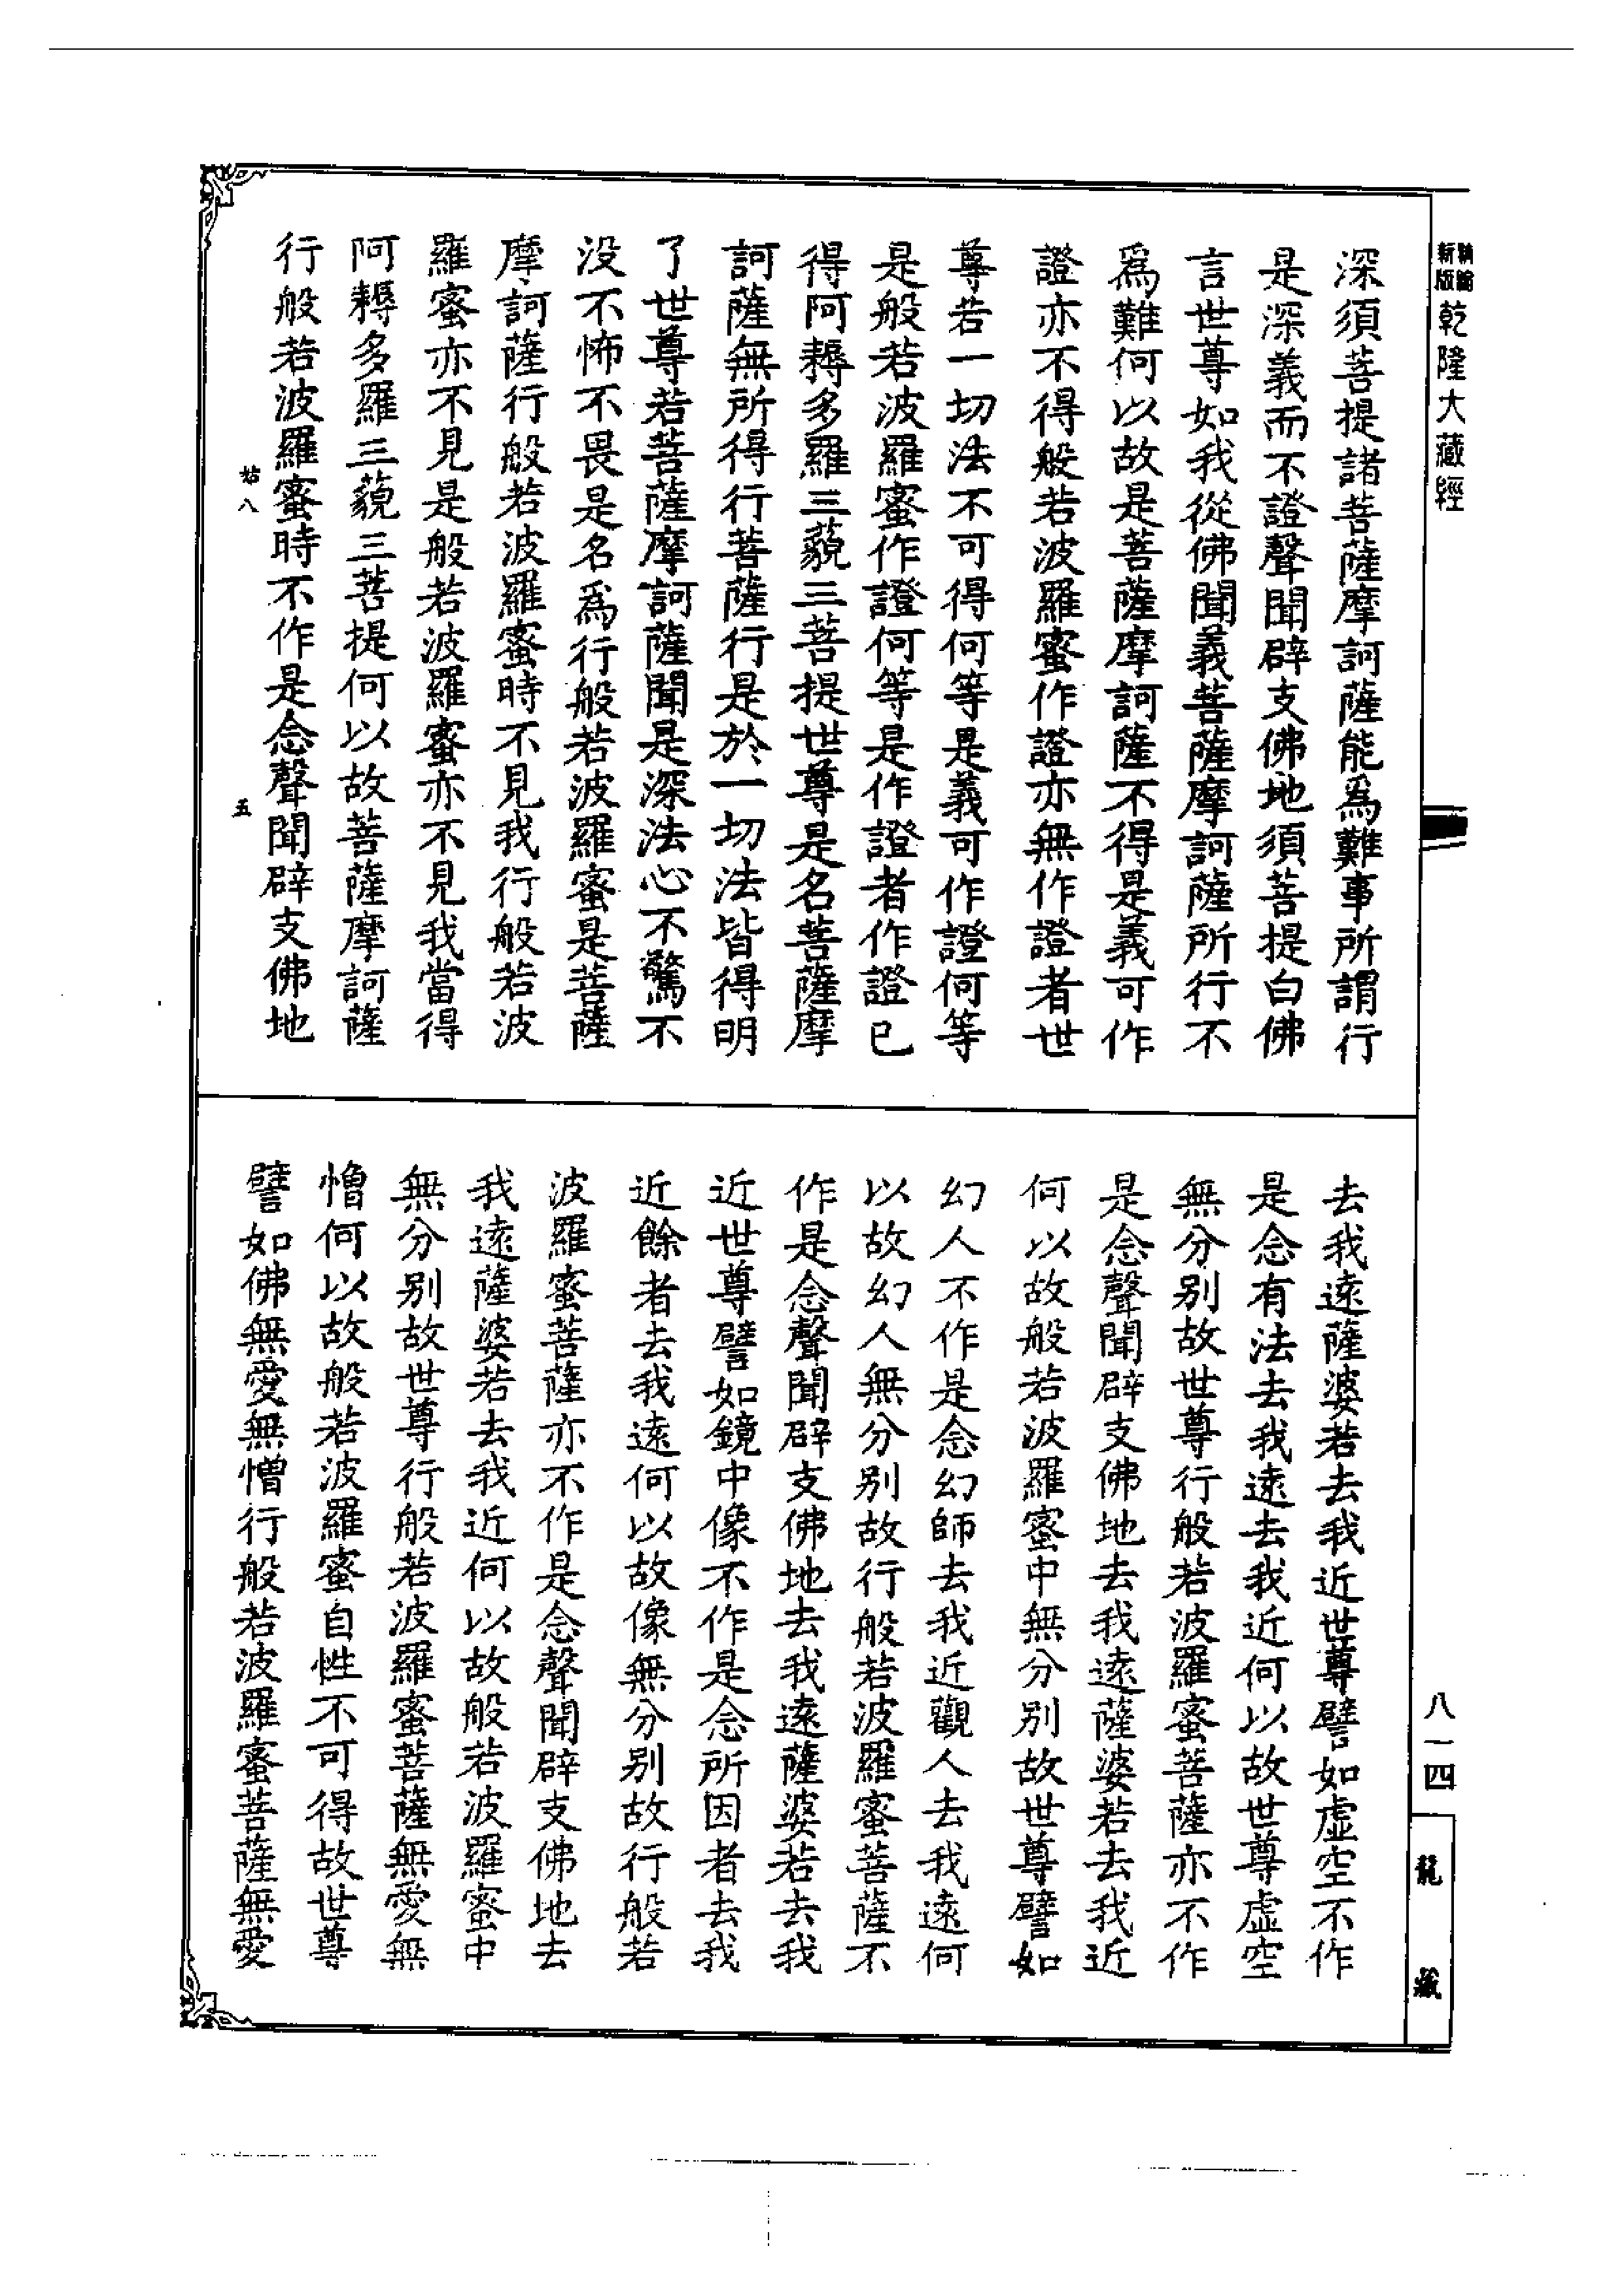 新編
新版
乾隆大藏經
深須菩提諸菩薩摩訶薩能爲難事所謂行
是深義而不證聲聞辟支佛地須菩提白佛
言世尊如我從佛聞義菩薩摩訶薩所行不
爲難何以故是菩薩摩訶薩不得是義可作
證亦不得般若波羅蜜作證亦無作證者世
尊若一切法不可得何等是義可作證何等
是般若波羅蜜作證何等是作證者作證已
得阿耨多羅三藐三菩提世尊是名菩薩摩
訶薩無所得行菩薩行是於一切法皆得明
了世尊若菩薩摩訶薩聞是深法心不驚不
没不怖不畏是名爲行般若波羅蜜是菩薩
摩訶薩行般若波羅蜜時不見我行般若波
羅蜜亦不見是般若波羅蜜亦不見我當得
阿耨多羅三藐三菩提何以故菩薩摩訶薩
行般若波羅蜜時不作是念聲聞辟支佛地
姑八
五
去我遠薩婆若去我近世尊譬如虛空不作
是念有法去我遠去我近何以故世尊虛空
無分别故世尊行般若波羅蜜菩薩亦不作
是念聲聞辟支佛地去我遠薩婆若去我近
何以故般若波羅蜜中無分别故世尊譬如
幻人不作是念幻師去我近觀人去我遠何
以故幻人無分别故行般若波羅蜜菩薩不
作是念聲聞辟支佛地去我遠薩婆若去我
近世尊譬如鏡中像不作是念所因者去我
近餘者去我遠何以故像無分别故行般若
波羅蜜菩薩亦不作是念聲聞辟支佛地去
我遠薩婆若去我近何以故般若波羅蜜中
無分别故世尊行般若波羅蜜菩薩無愛無
憎何以故般若波羅蜜自性不可得故世尊
譬如佛無愛無憎行般若波羅蜜菩薩無愛
八一四
龍藏